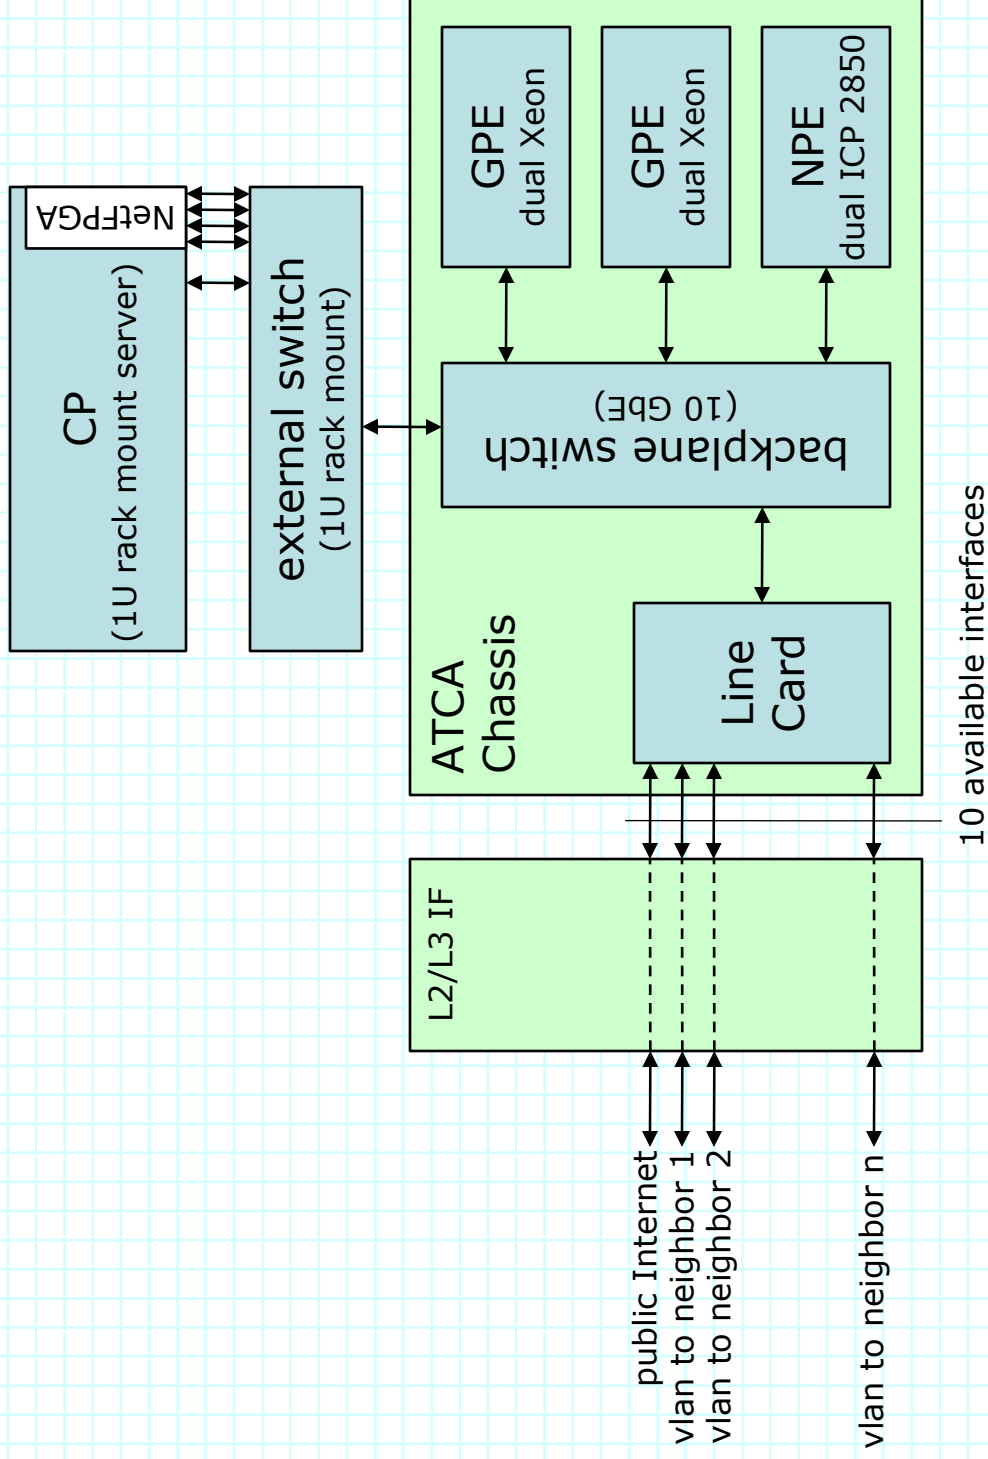 CP
(1U rack mount server)
NetFPGA
external switch
(1U rack mount)
ATCA
Chassis
GPE
dual Xeon
GPE
dual Xeon
NPE
dual ICP 2850
backplane switch
(10 GbE)
Line
Card
10 available interfaces
L2/L3 IF
public Internet
vlan to neighbor 1
vlan to neighbor 2
vlan to neighbor n